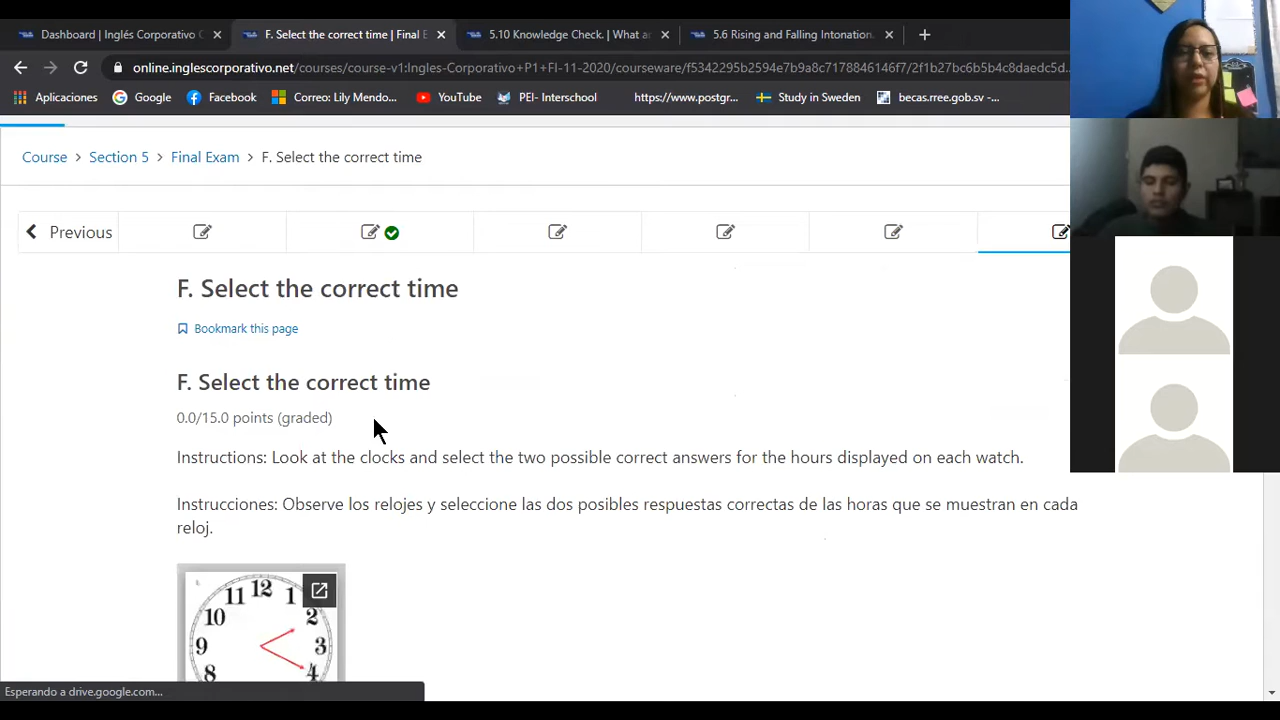 Dashboard | Inglés Corporativo
F. Select the correct time | Final E
5.10 Knowledge Check. | What a
5.6 Rising and Falling Intonation.
online.inglescorporativo.net/courses/course-v1:Ingles-Corporativo+P1+FI-11-2020/courseware/f5342295b2594e7b9a8c7178846146f7/2f1b27bc6b5b4c8daedc5d...
Aplicaciones Google Facebook Correo: Lily Mendo... YouTube PEI- Interschool https://www.postgr... Study in Sweden becas.rree.gob.sv -...
Course > Section 5 > Final Exam > F. Select the correct time
Previous
F. Select the correct time
Bookmark this page
F. Select the correct time
0.0/15.0 points (graded)
Instructions: Look at the clocks and select the two possible correct answers for the hours displayed on each watch.
Instrucciones: Observe los relojes y seleccione las dos posibles respuestas correctas de las horas que se muestran en cada
reloj.
11 12 1
10 2
9 3
8 4
Esperando a drive.google.com...